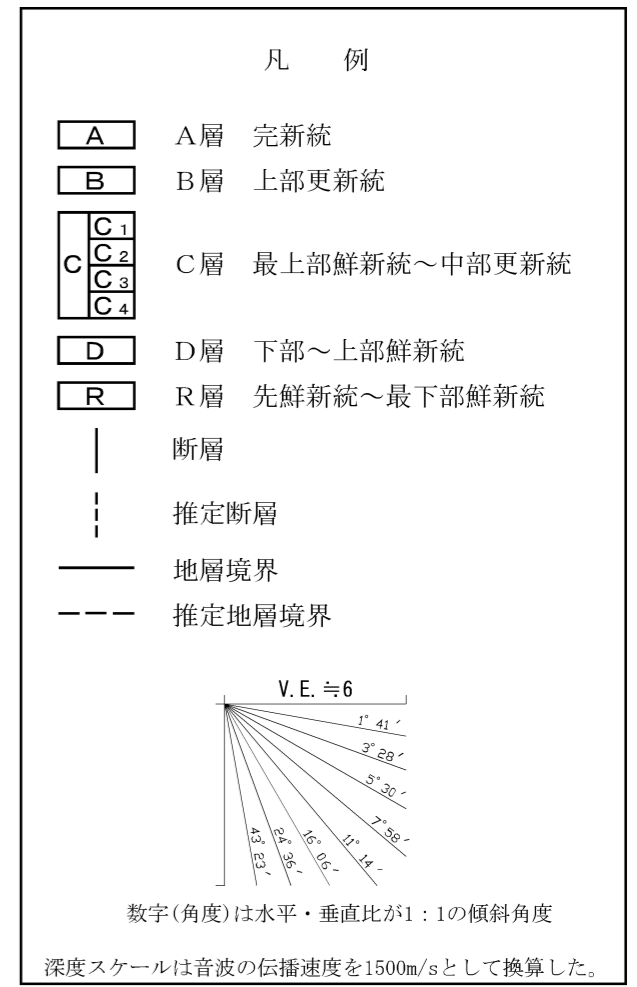 凡 例
A A層 完新統
B B層 上部更新統
C C₁ C₂ C₃ C₄ C層 最上部鮮新統～中部更新統
D D層 下部～上部鮮新統
R R層 先鮮新統～最下部鮮新統
断層
推定断層
地層境界
推定地層境界
V.E.≒6
1° 41′
3° 28′
5° 30′
7° 58′
11° 14′
16° 06′
24° 36′
43° 23′
数字(角度)は水平・垂直比が1：1の傾斜角度
深度スケールは音波の伝播速度を1500m/sとして換算した。